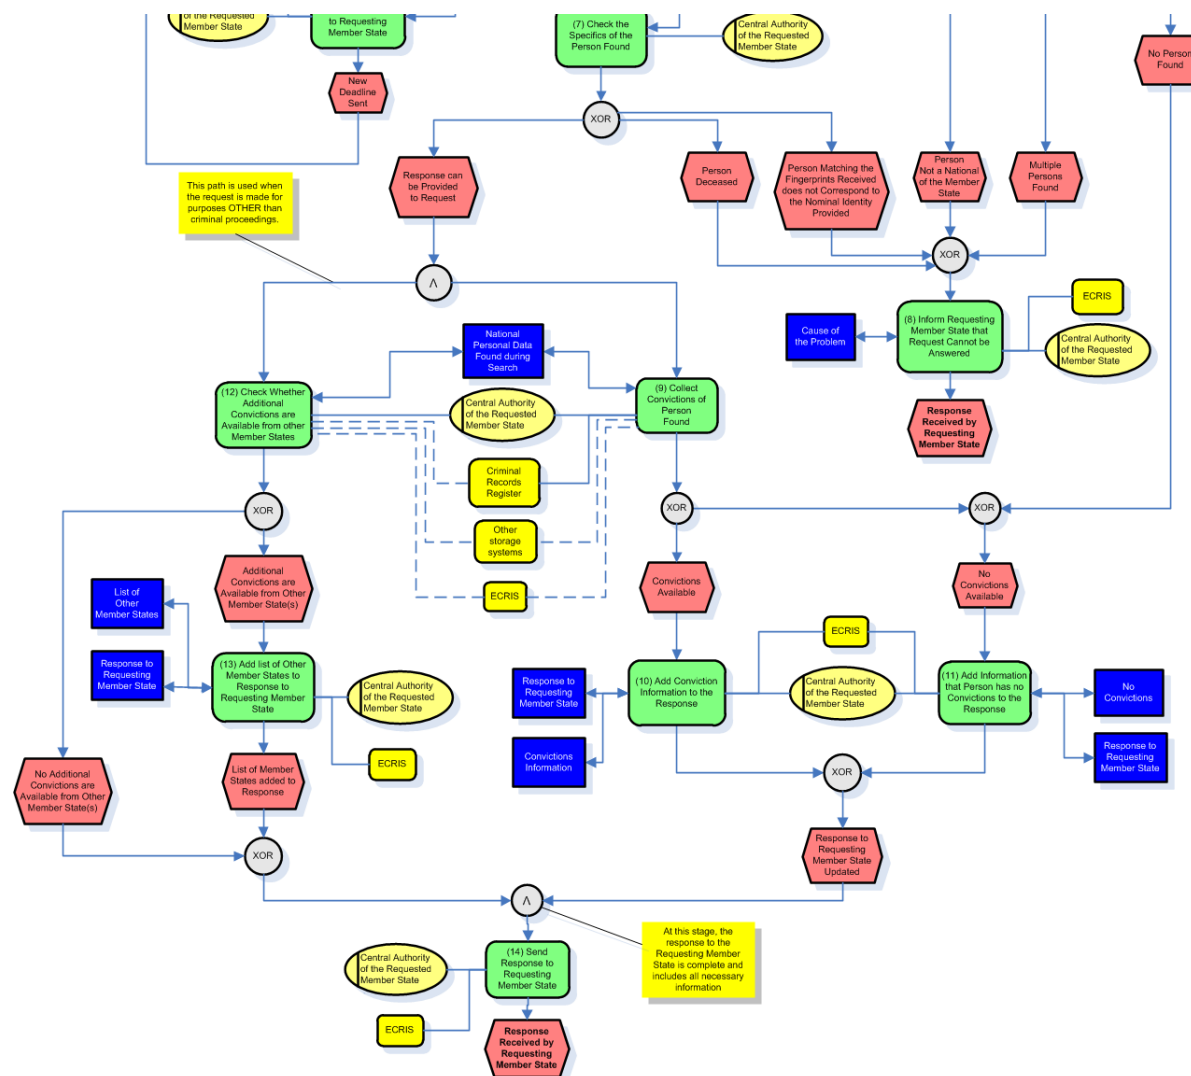 of the Requested
Member State
to Requesting
Member State
(7) Check the
Specifics of the
Person Found
Central Authority
of the Requested
Member State
No Person
Found
New
Deadline
Sent
XOR
This path is used when
the request is made for
purposes OTHER than
criminal proceedings.
Response can
be Provided
to Request
Person
Deceased
Person Matching the
Fingerprints Received
does not Correspond to
the Nominal Identity
Provided
Person
Not a National
of the Member
State
Multiple
Persons
Found
XOR
Λ
ECRIS
Cause of
the Problem
(8) Inform Requesting
Member State that
Request Cannot be
Answered
Central Authority
of the Requested
Member State
National
Personal Data
Found during
Search
(12) Check Whether
Additional
Convictions are
Available from other
Member States
Central Authority
of the Requested
Member State
(9) Collect
Convictions of
Person
Found
Response
Received by
Requesting
Member State
Criminal
Records
Register
XOR
XOR
XOR
Other
storage
systems
Additional
Convictions are
Available from Other
Member State(s)
Convictions
Available
No
Convictions
Available
List of
Other
Member States
ECRIS
ECRIS
Response to
Requesting
Member State
(13) Add list of Other
Member States to
Response to
Requesting Member
State
Central Authority
of the Requested
Member State
Response to
Requesting
Member State
(10) Add Conviction
Information to the
Response
Central Authority
of the Requested
Member State
(11) Add Information
that Person has no
Convictions to the
Response
No
Convictions
Convictions
Information
Response to
Requesting
Member State
ECRIS
No Additional
Convictions are
Available from Other
Member State(s)
List of Member
States added to
Response
XOR
XOR
Response to
Requesting
Member State
Updated
Λ
At this stage, the
response to the
Requesting Member
State is complete and
includes all necessary
information
Central Authority
of the Requested
Member State
(14) Send
Response to
Requesting
Member State
ECRIS
Response
Received by
Requesting
Member State